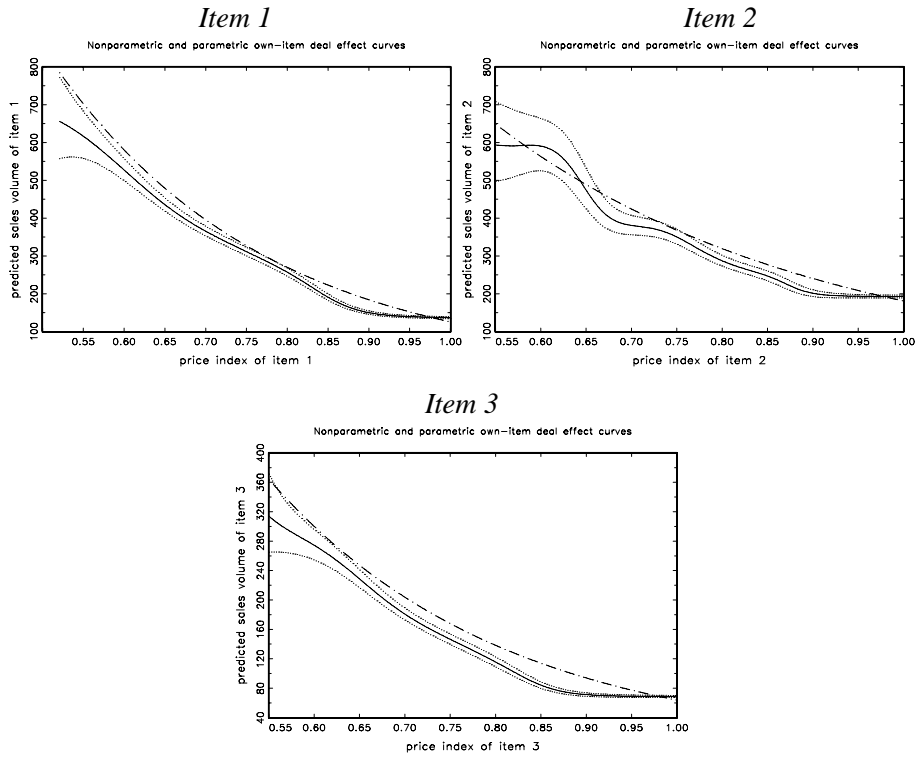 Item 1
Nonparametric and parametric own-item deal effect curves
predicted sales volume of item 1
800
700
600
500
400
300
200
100
0.55 0.60 0.65 0.70 0.75 0.80 0.85 0.90 0.95 1.00
price index of item 1
Item 2
Nonparametric and parametric own-item deal effect curves
predicted sales volume of item 2
800
700
600
500
400
300
200
100
0.55 0.60 0.65 0.70 0.75 0.80 0.85 0.90 0.95 1.00
price index of item 2
Item 3
Nonparametric and parametric own-item deal effect curves
predicted sales volume of item 3
400
360
320
280
240
200
160
120
80
40
0.55 0.60 0.65 0.70 0.75 0.80 0.85 0.90 0.95 1.00
price index of item 3